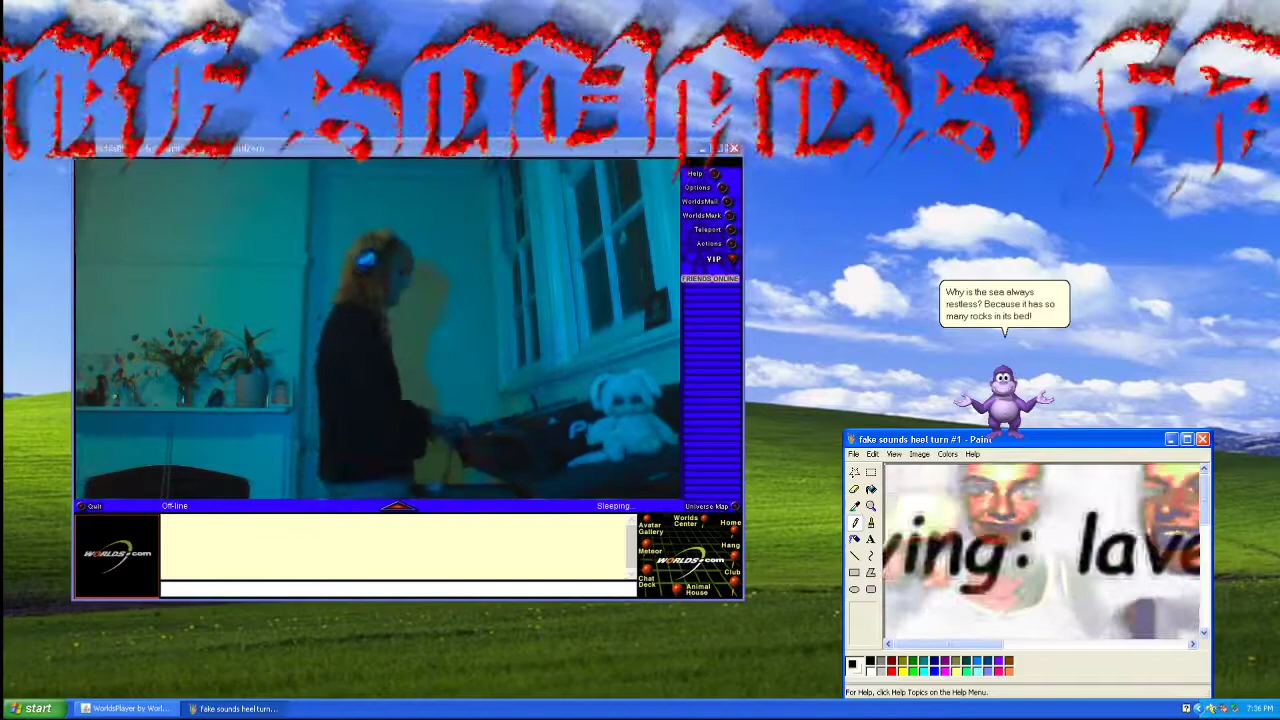 Help
Options
WorldsMail
WorldsMark
Teleport
Actions
VIP
FRIENDS ONLINE
Why is the sea always
restless? Because it has so
many rocks in its bed!
fake sounds heel turn #1 - Paint
File Edit View Image Colors Help
ying: lave
Quit
Off-line
Sleeping...
Universe Map
WORLDS.com
Avatar
Gallery
Worlds
Center
Home
Hang
Meteor
WORLDS.com
Club
Chat
Deck
Animal
House
For Help, click Help Topics on the Help Menu.
start
WorldsPlayer by Worl...
fake sounds heel turn...
7:36 PM